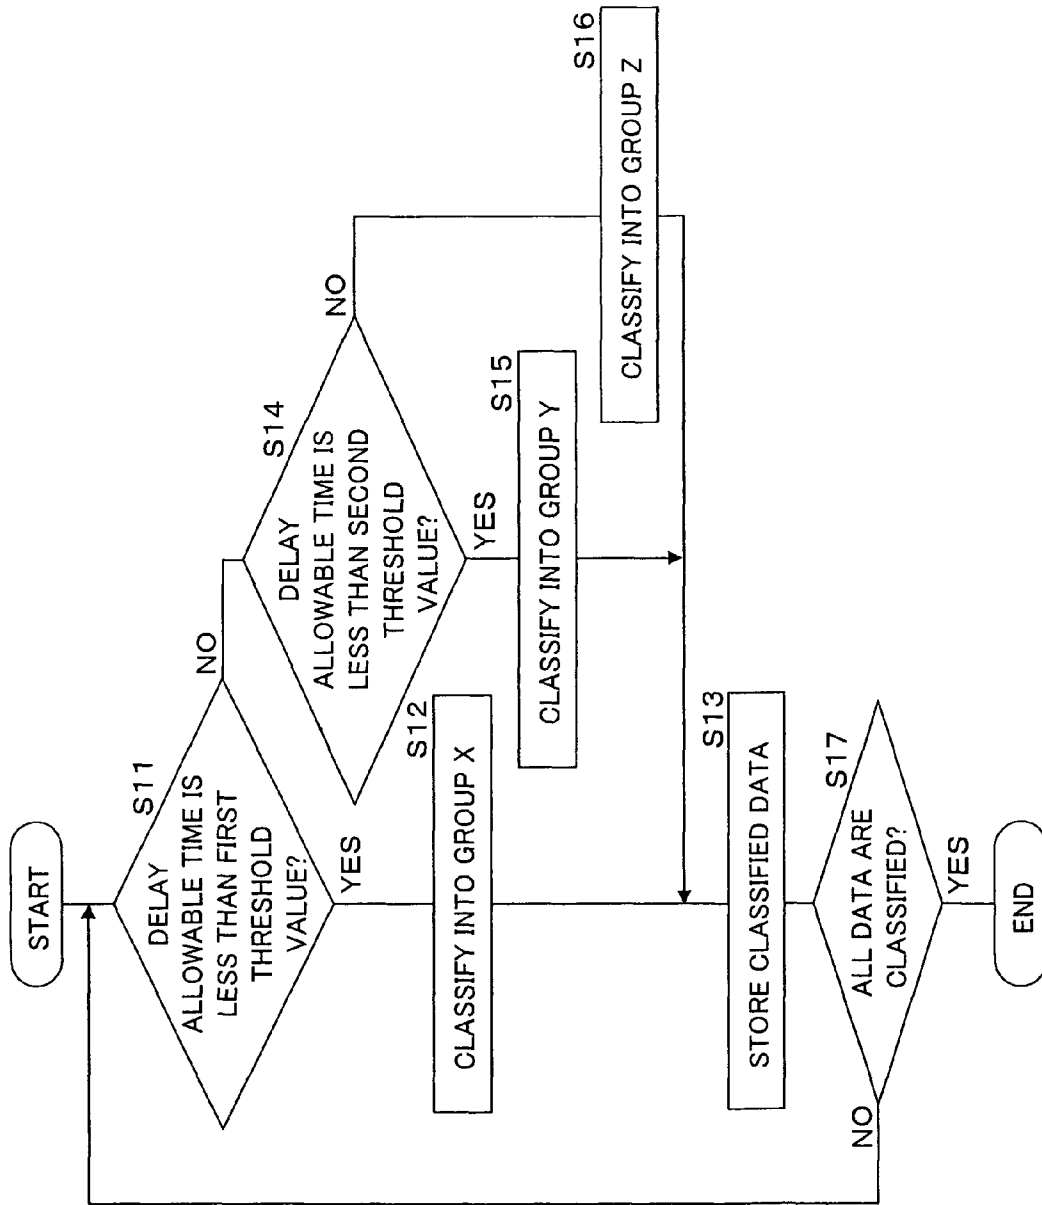 START
S11
DELAY
ALLOWABLE TIME IS
LESS THAN FIRST
THRESHOLD
VALUE?
NO
YES
S12
CLASSIFY INTO GROUP X
S14
DELAY
ALLOWABLE TIME IS
LESS THAN SECOND
THRESHOLD
VALUE?
NO
YES
S15
CLASSIFY INTO GROUP Y
S16
CLASSIFY INTO GROUP Z
S13
STORE CLASSIFIED DATA
S17
ALL DATA ARE
CLASSIFIED?
NO
YES
END